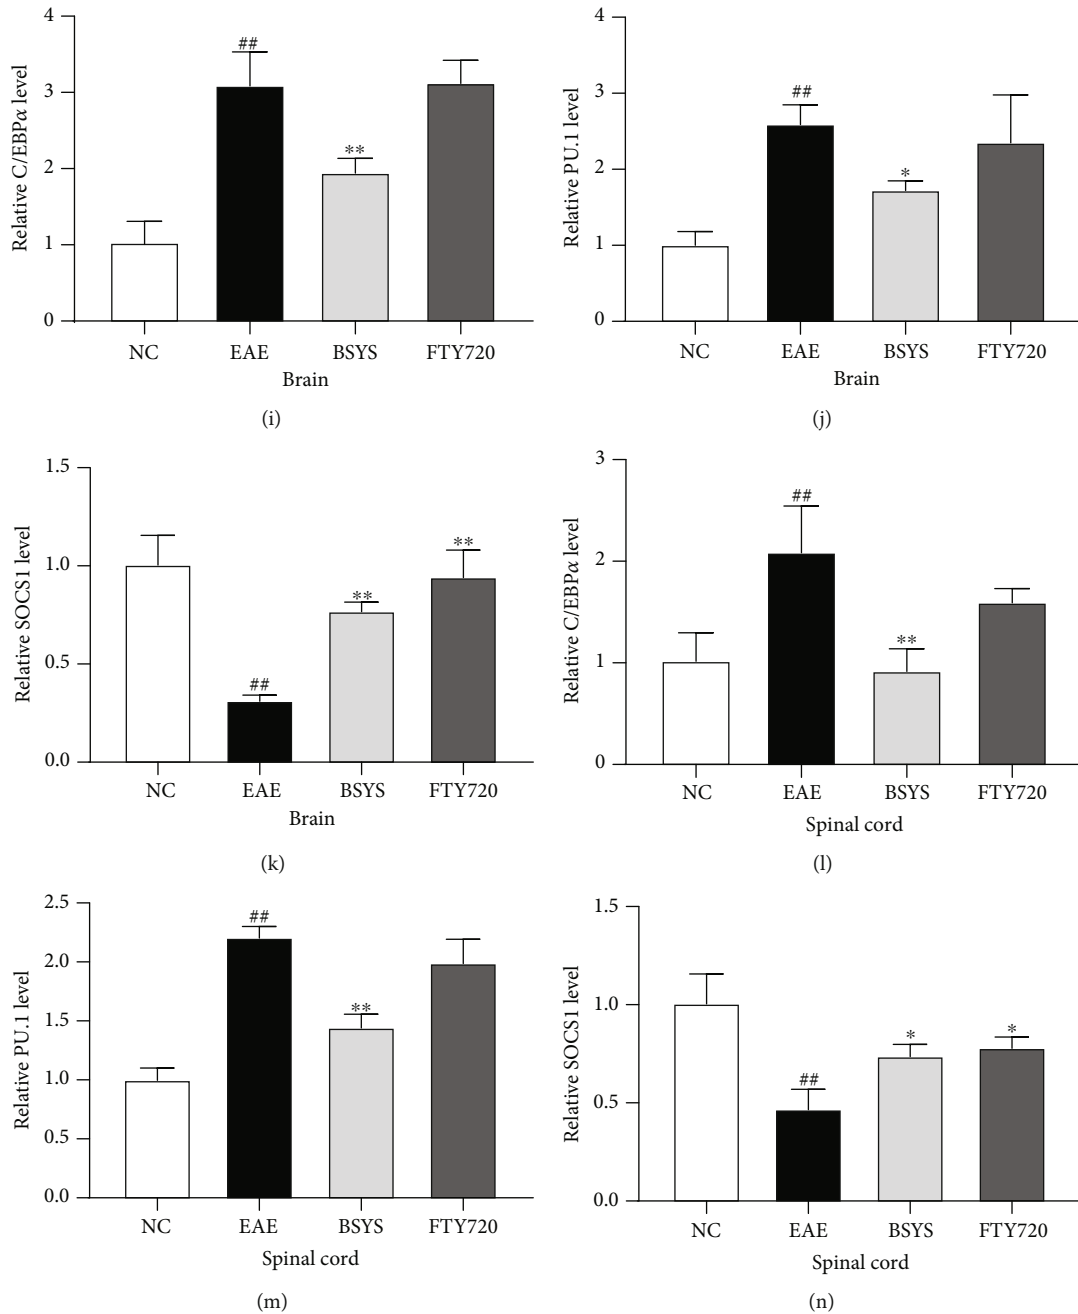 Relative C/EBPα level
4
3
2
1
0
##
**
NC EAE BSYS FTY720
Brain
(i)
Relative PU.1 level
4
3
2
1
0
##
*
NC EAE BSYS FTY720
Brain
(j)
Relative SOCS1 level
1.5
1.0
0.5
0.0
##
**
**
NC EAE BSYS FTY720
Brain
(k)
Relative C/EBPα level
3
2
1
0
##
**
NC EAE BSYS FTY720
Spinal cord
(l)
Relative PU.1 level
2.5
2.0
1.5
1.0
0.5
0.0
##
**
NC EAE BSYS FTY720
Spinal cord
(m)
Relative SOCS1 level
1.5
1.0
0.5
0.0
##
*
*
NC EAE BSYS FTY720
Spinal cord
(n)